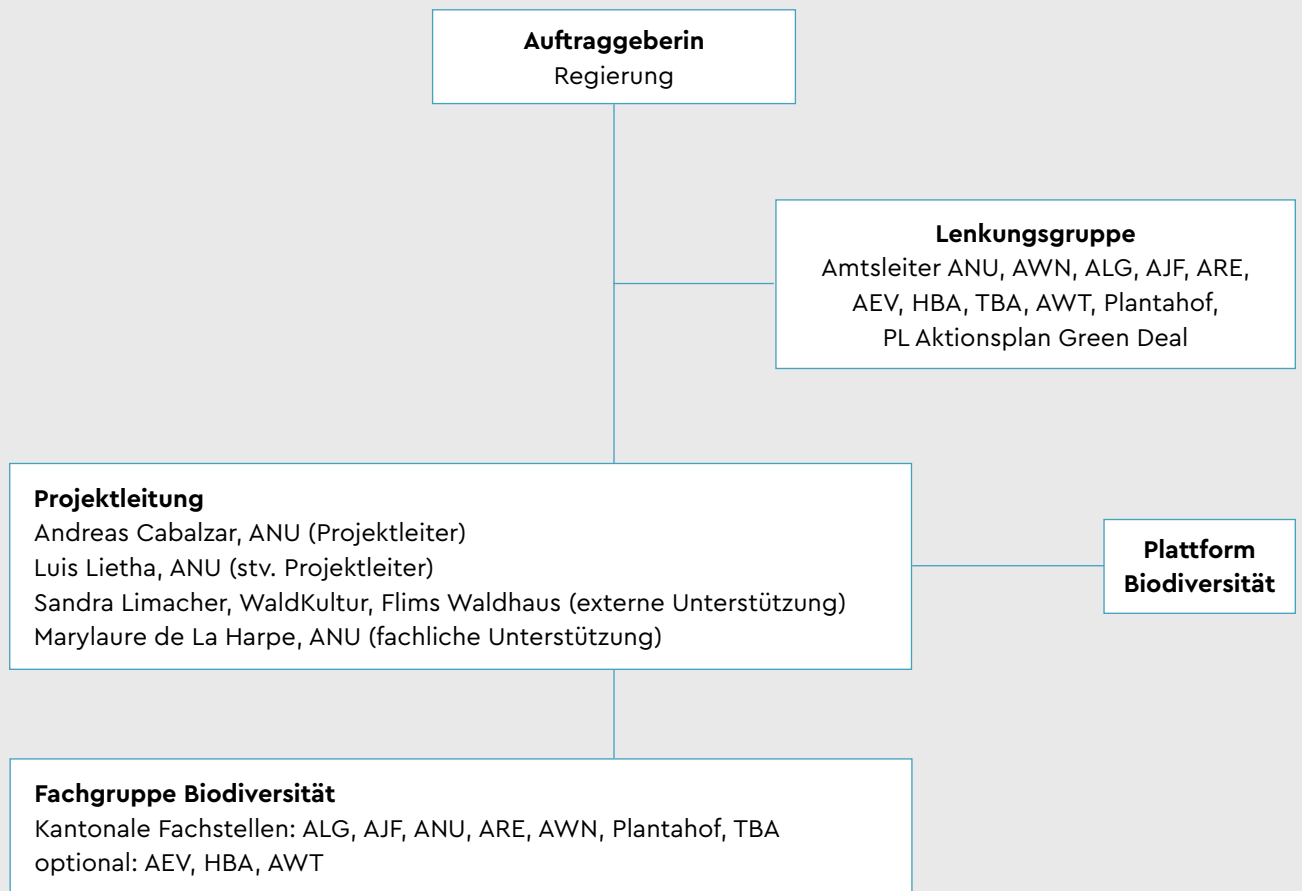 Auftraggeberin
Regierung
Lenkungsgruppe
Amtsleiter ANU, AWN, ALG, AJF, ARE,
AEV, HBA, TBA, AWT, Plantahof,
PL Aktionsplan Green Deal
Projektleitung
Andreas Cabalzar, ANU (Projektleiter)
Luis Lietha, ANU (stv. Projektleiter)
Sandra Limacher, WaldKultur, Flims Waldhaus (externe Unterstützung)
Marylaure de La Harpe, ANU (fachliche Unterstützung)
Plattform
Biodiversität
Fachgruppe Biodiversität
Kantonale Fachstellen: ALG, AJF, ANU, ARE, AWN, Plantahof, TBA
optional: AEV, HBA, AWT